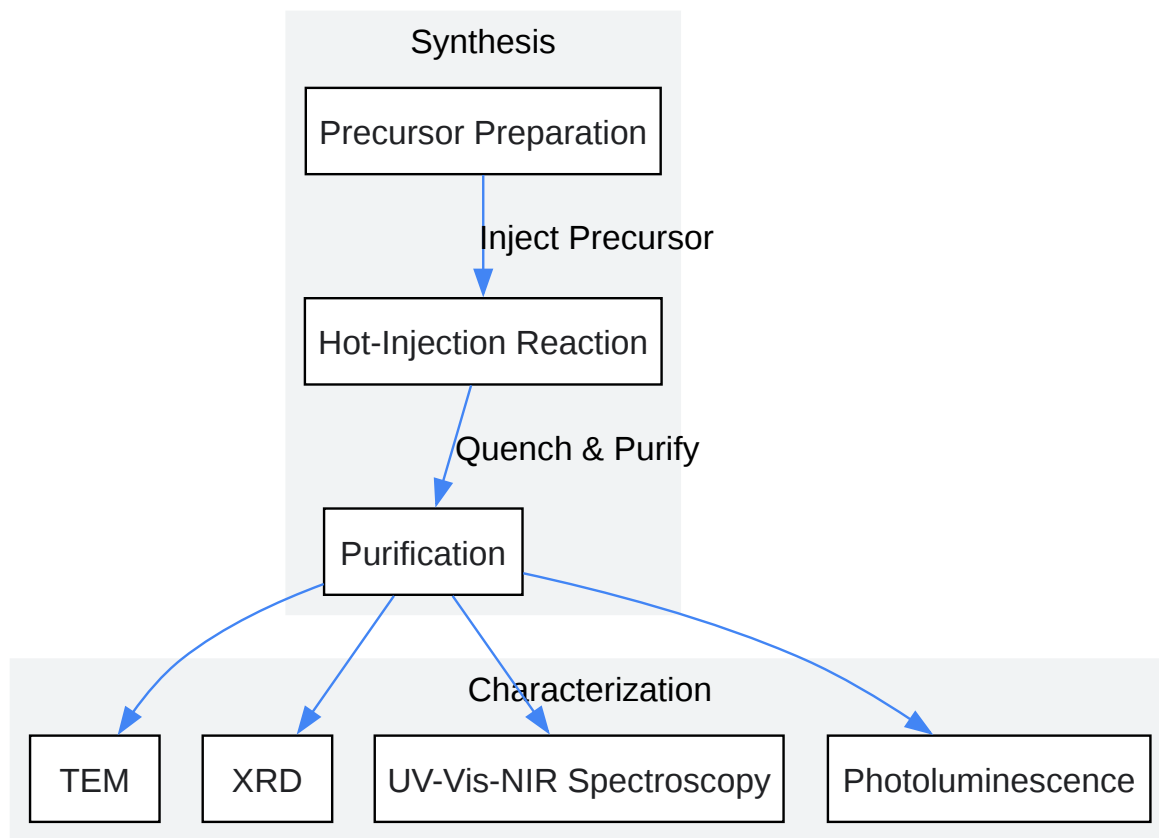 Synthesis
Precursor Preparation
Inject Precursor
Hot-Injection Reaction
Quench & Purify
Purification
Characterization
TEM
XRD
UV-Vis-NIR Spectroscopy
Photoluminescence